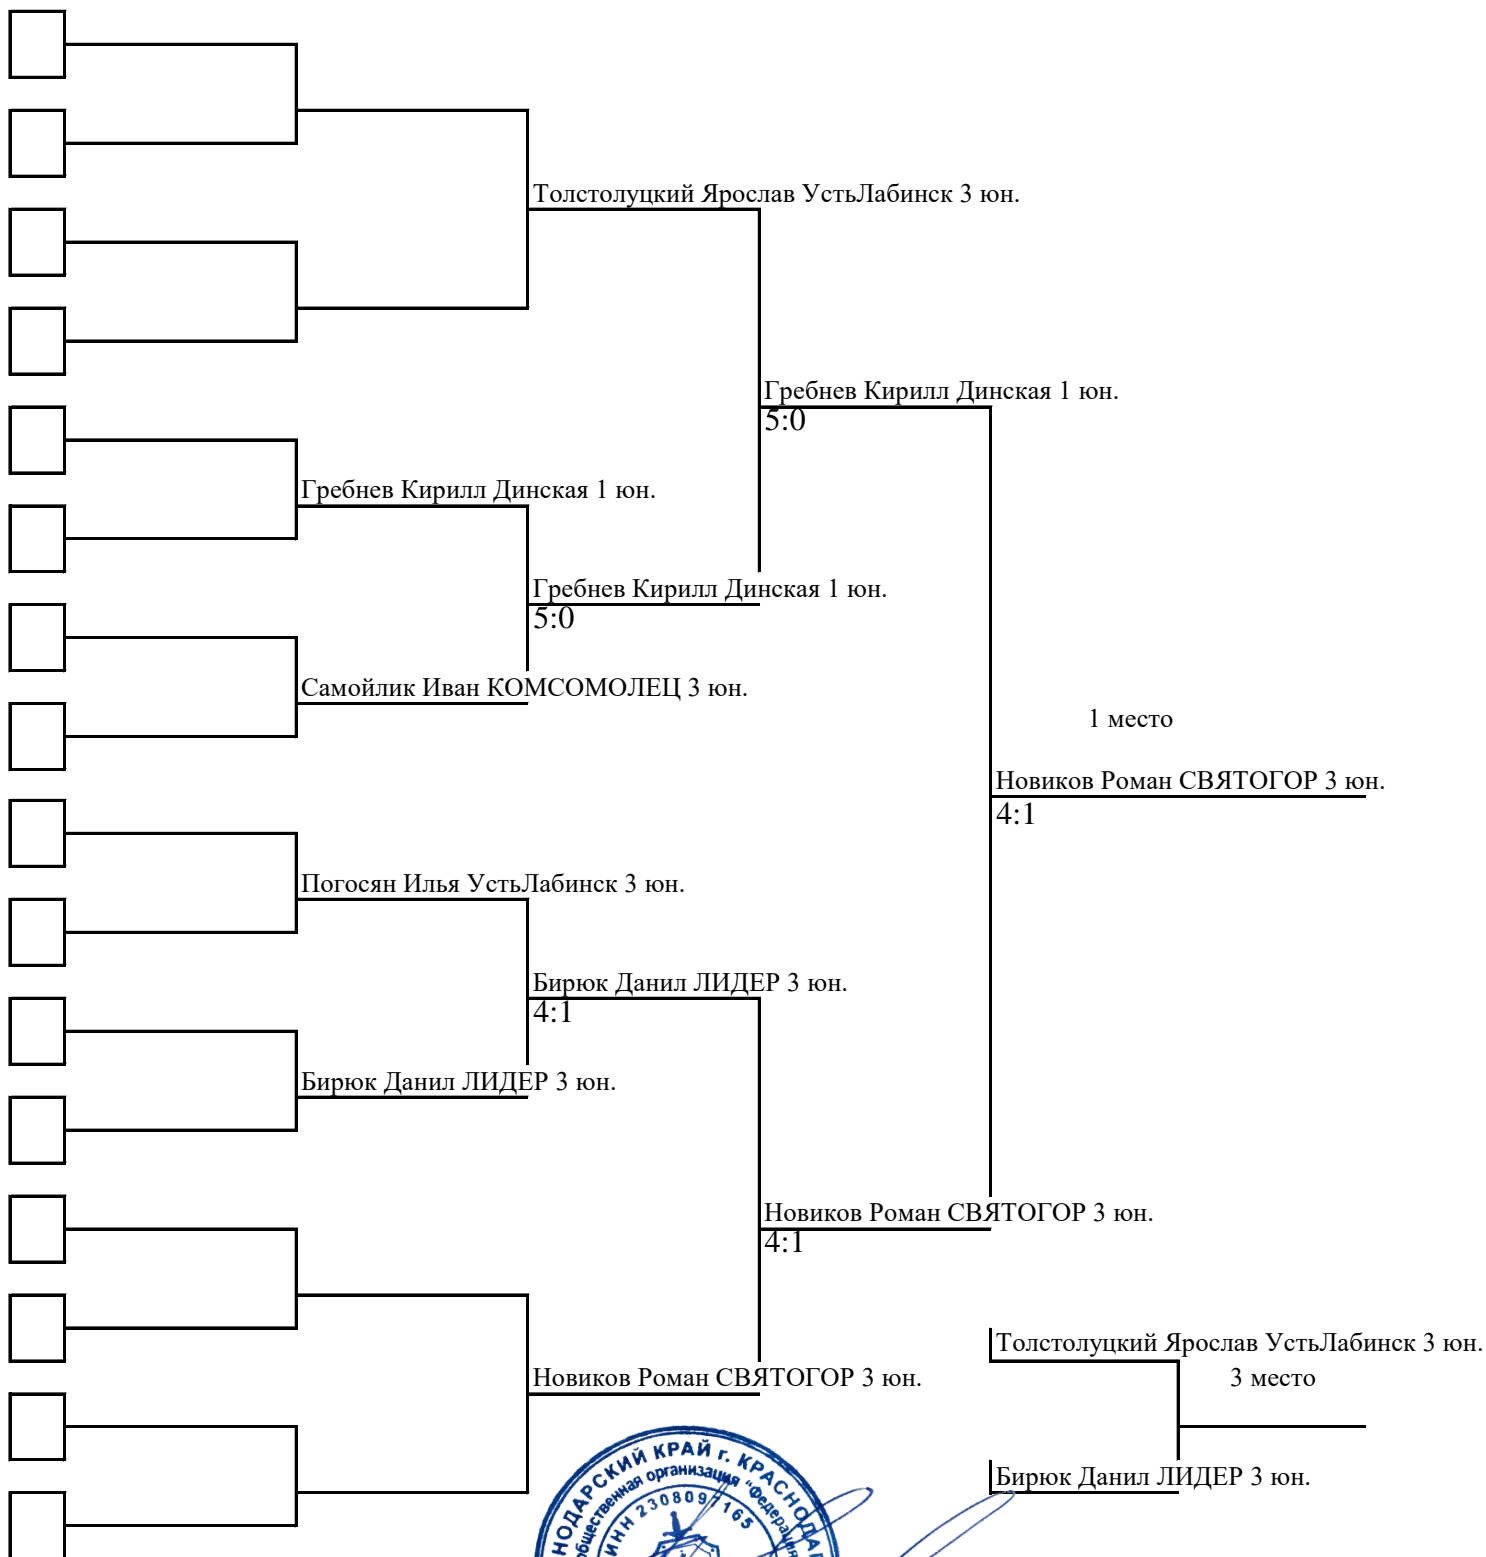 Толстолуцкий Ярослав УстьЛабинск 3 юн.
Гребнев Кирилл Динская 1 юн.
5:0
Гребнев Кирилл Динская 1 юн.
Гребнев Кирилл Динская 1 юн.
5:0
Самойлик Иван КОМСОМОЛЕЦ 3 юн.
1 место
Новиков Роман СВЯТОГОР 3 юн.
4:1
Погосян Илья УстьЛабинск 3 юн.
Бирюк Данил ЛИДЕР 3 юн.
4:1
Бирюк Данил ЛИДЕР 3 юн.
Новиков Роман СВЯТОГОР 3 юн.
4:1
Толстолуцкий Ярослав УстьЛабинск 3 юн.
3 место
Новиков Роман СВЯТОГОР 3 юн.
Бирюк Данил ЛИДЕР 3 юн.
КРАЙ г.
общественная организация "Федерация
ИНН 2308097165